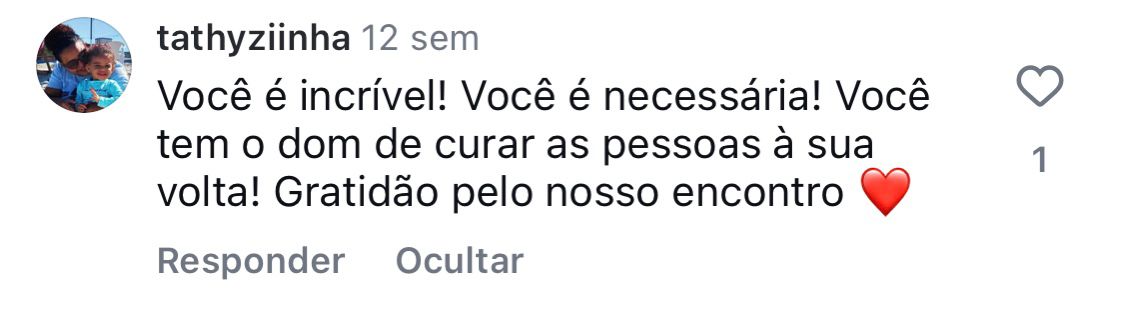 tathyziinha 12 sem
Você é incrível! Você é necessária! Você
tem o dom de curar as pessoas à sua
volta! Gratidão pelo nosso encontro ❤️
1
Responder Ocultar